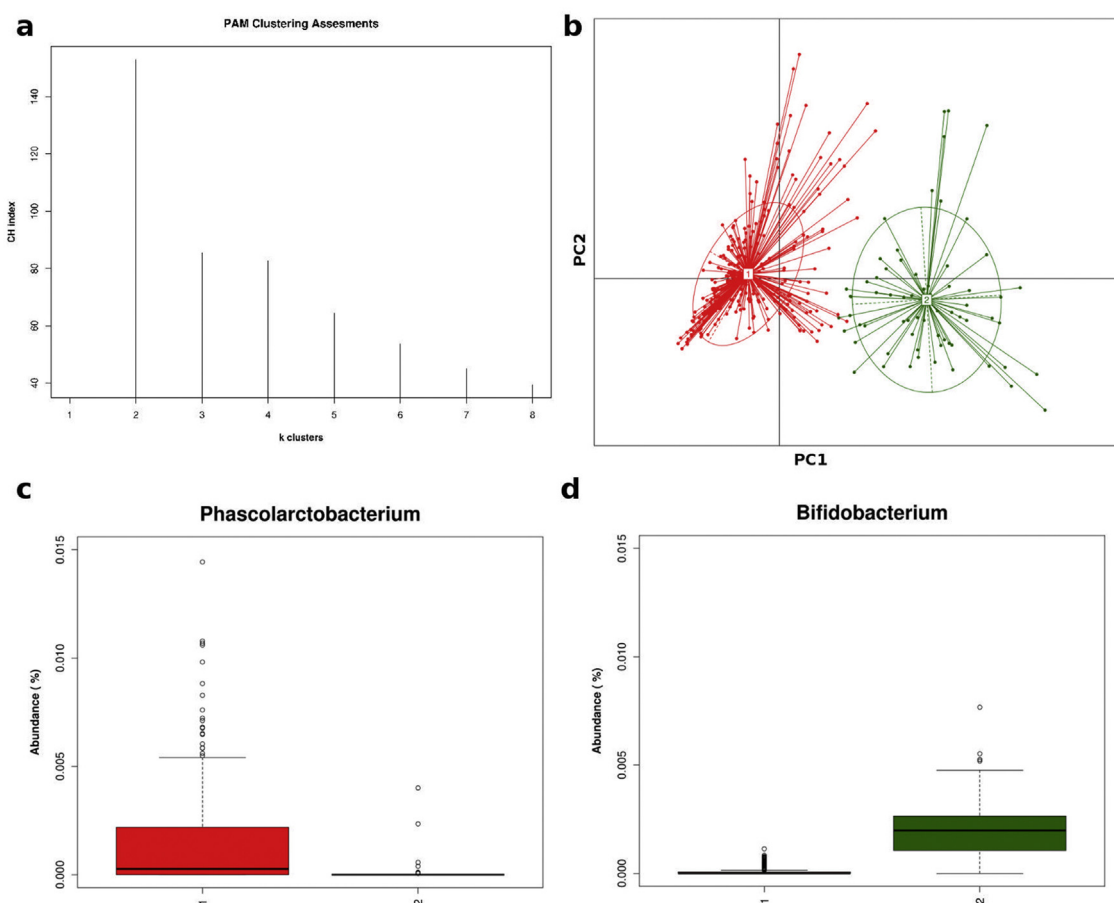 a
PAM Clustering Assesments
CH index
140
120
100
80
60
40
1 2 3 4 5 6 7 8
k clusters
b
PC2
1
2
PC1
c
Phascolarctobacterium
Abundance ( %)
0.015
0.010
0.005
0.000
1 2
d
Bifidobacterium
Abundance ( %)
0.015
0.010
0.005
0.000
1 2